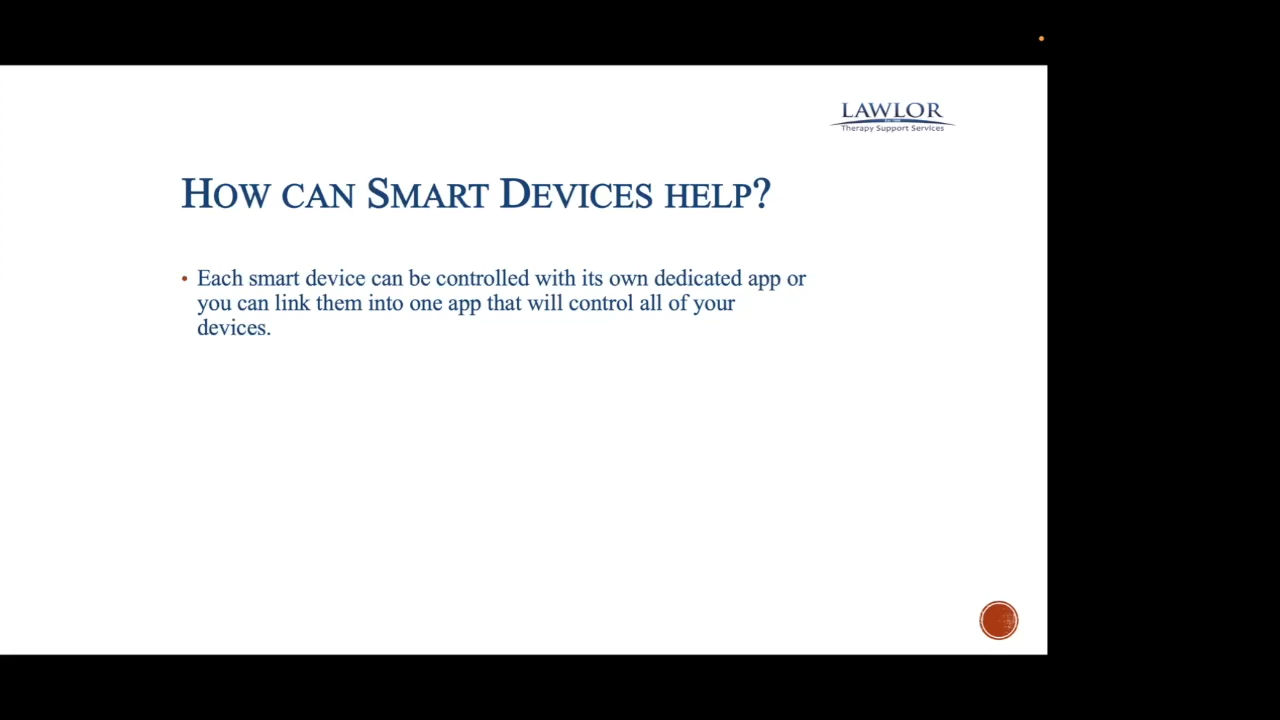 LAWLOR
Therapy Support Services
How can Smart Devices help?
• Each smart device can be controlled with its own dedicated app or
you can link them into one app that will control all of your
devices.